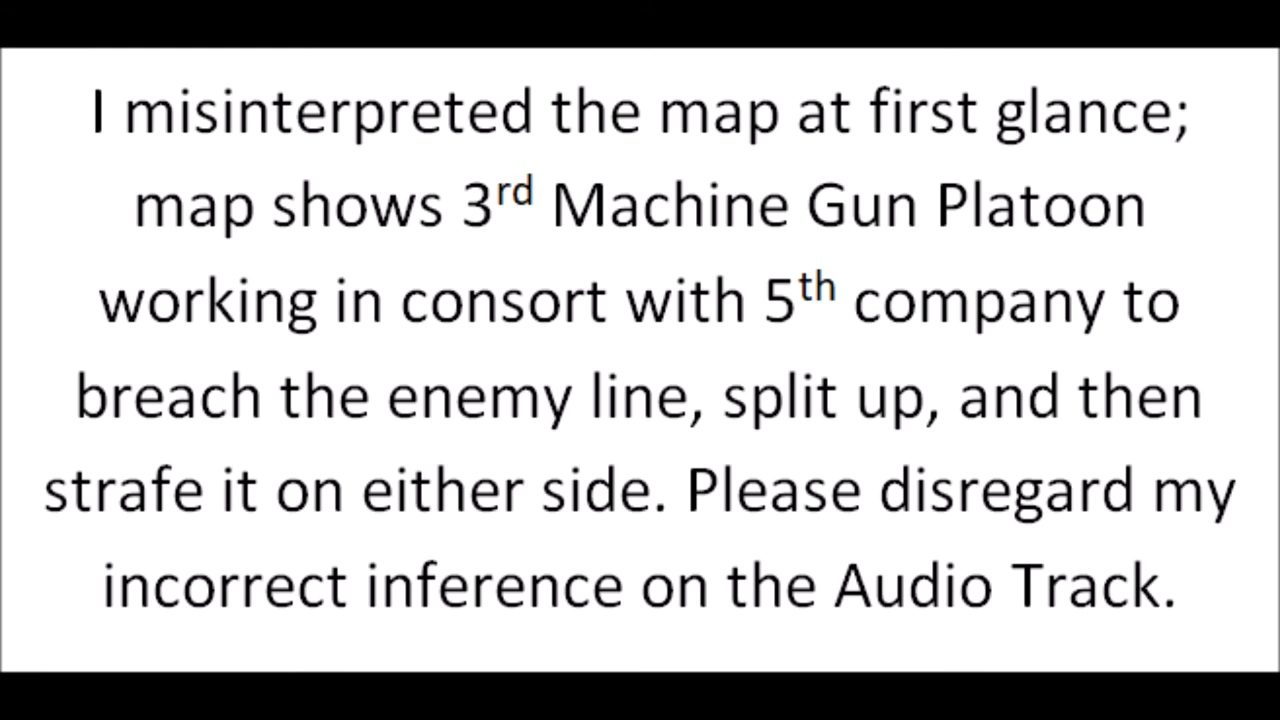 I misinterpreted the map at first glance;
map shows 3rd Machine Gun Platoon
working in consort with 5th company to
breach the enemy line, split up, and then
strafe it on either side. Please disregard my
incorrect inference on the Audio Track.